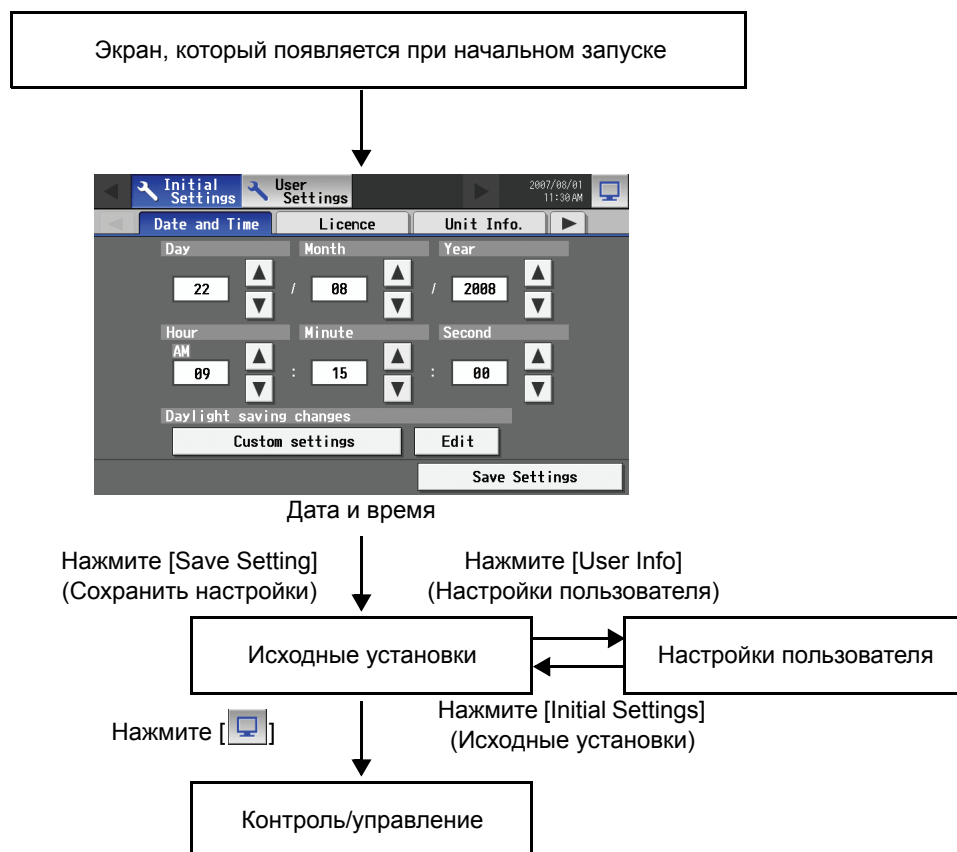 Экран, который появляется при начальном запуске
Initial Settings
User Settings
2007/08/01
11:30 AM
Date and Time
Licence
Unit Info.
Day
Month
Year
22 / 08 / 2008
Hour
Minute
Second
AM
09 : 15 : 00
Daylight saving changes
Custom settings
Edit
Save Settings
Дата и время
Нажмите [Save Setting]
(Сохранить настройки)
Нажмите [User Info]
(Настройки пользователя)
Исходные установки
Настройки пользователя
Нажмите [Initial Settings]
(Исходные установки)
Нажмите [ ]
Контроль/управление